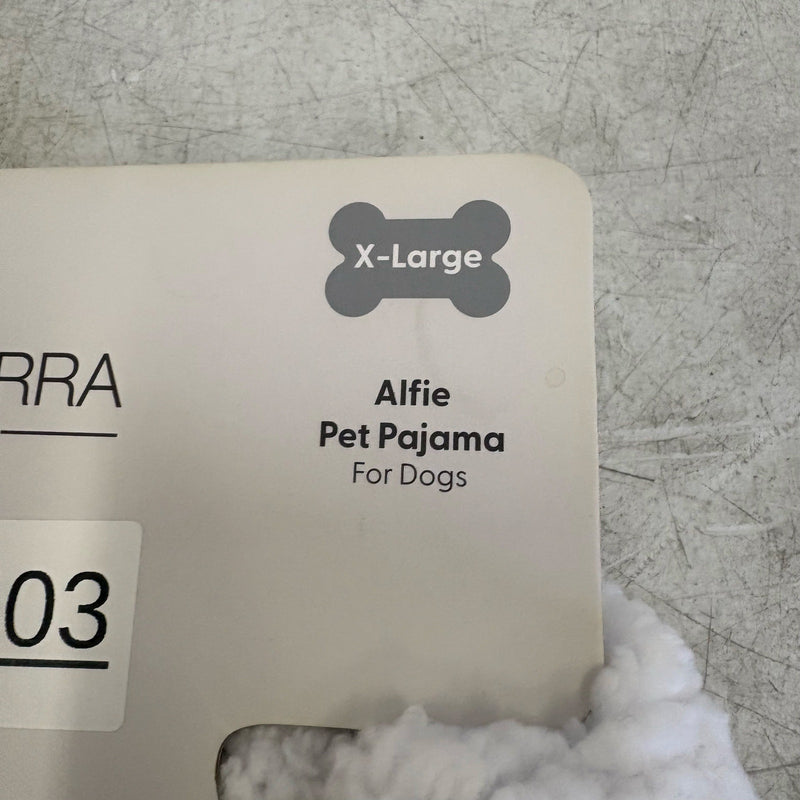 X-Large
RRA
Alfie
Pet Pajama
For Dogs
03